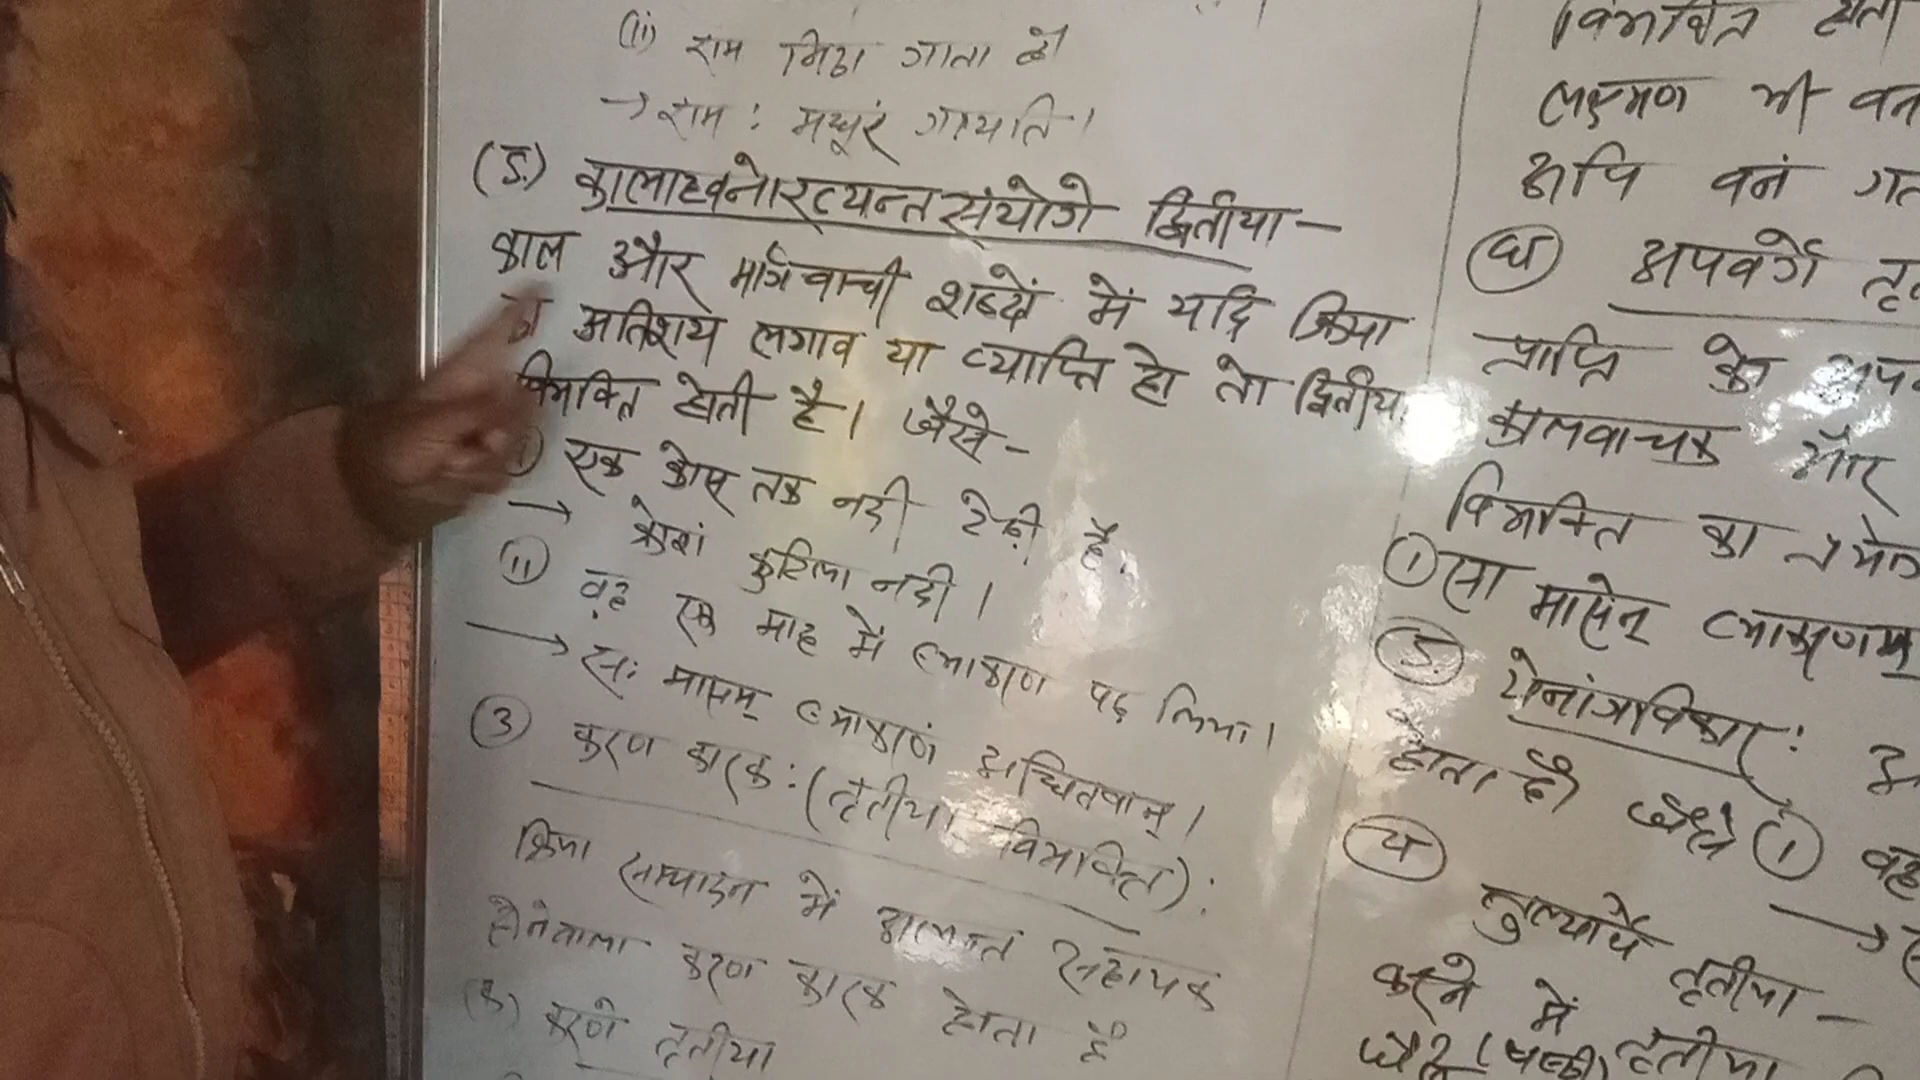 (ii) राम मिठा गाता है
→ राम: मधुरं गायति।
(ङ) कालाध्वनोरत्यन्तसंयोगे द्वितीया –
काल और मार्गवाची शब्दों में यदि क्रिया
अतिशय लगाव या व्याप्ति हो तो द्वितीया
विभक्ति होती है। जैसे –
एक कोस तक नदी टेढ़ी है।
→ क्रोशं कुटिला नदी।
(ii) वह एक माह में व्याकरण पढ़ लिया।
→ स: मासम् व्याकरणं अधितवान्।
(3) करण कारक: (तृतीया विभक्ति):
क्रिया सम्पादन में अत्यन्त सहायक
होनेवाला करण कारक होता है
(क) करणे तृतीया
विभक्ति होती
लक्ष्मण भी वन
अपि वनं गत
(घ) अपवर्गे
प्राप्ति को
कालवाचक और
विभक्ति का प्रयोग
(i) सा मासेन् व्याकरणम्
(ङ) येनांगविकार:
होता है। जैसे (i) वह
(च) तुल्यार्थे तृतीया –
करने में तृतीया